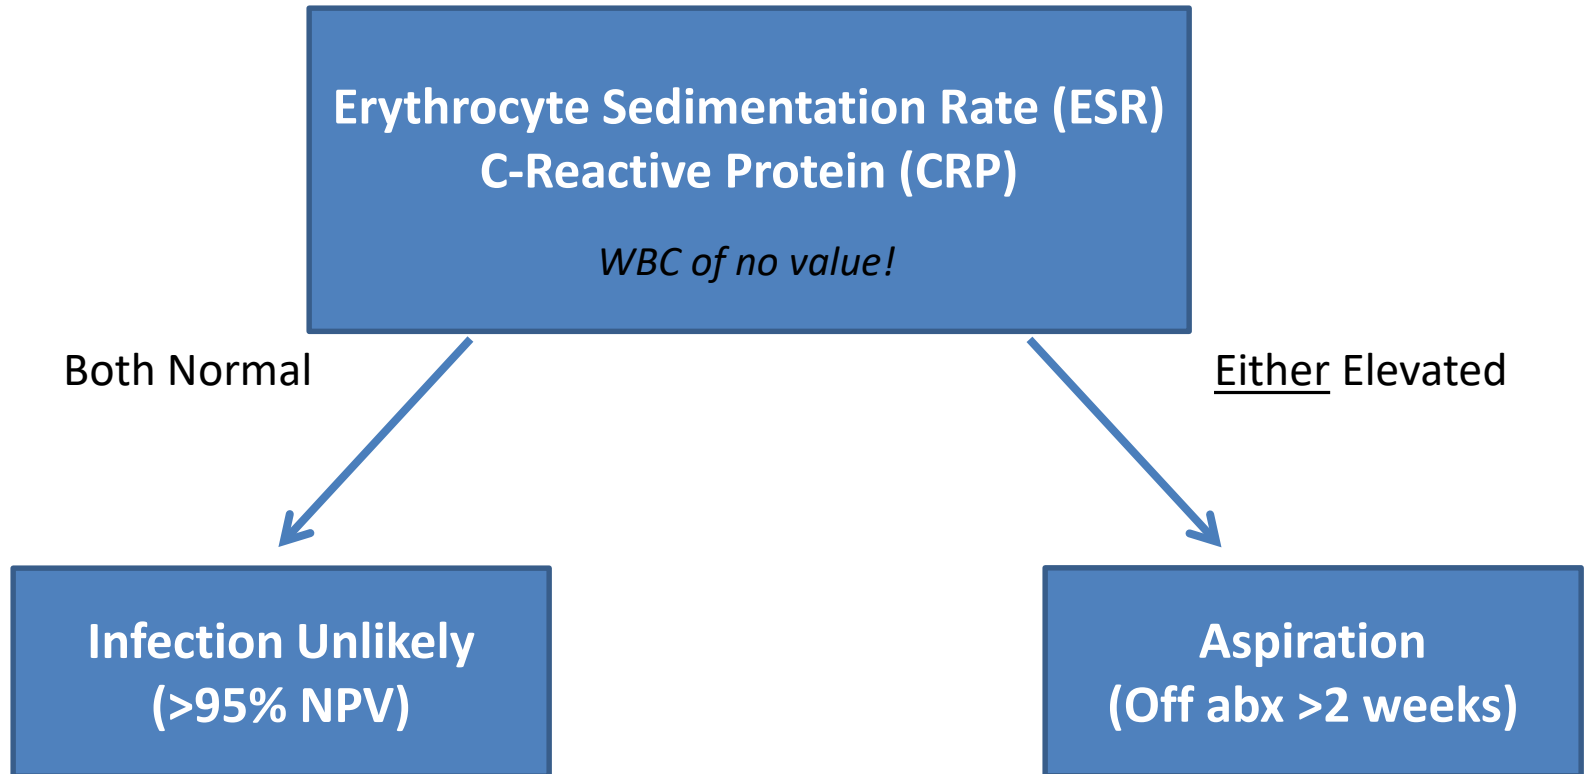 Erythrocyte Sedimentation Rate (ESR)
C-Reactive Protein (CRP)
WBC of no value!
Both Normal
Either Elevated
Infection Unlikely
(>95% NPV)
Aspiration
(Off abx >2 weeks)